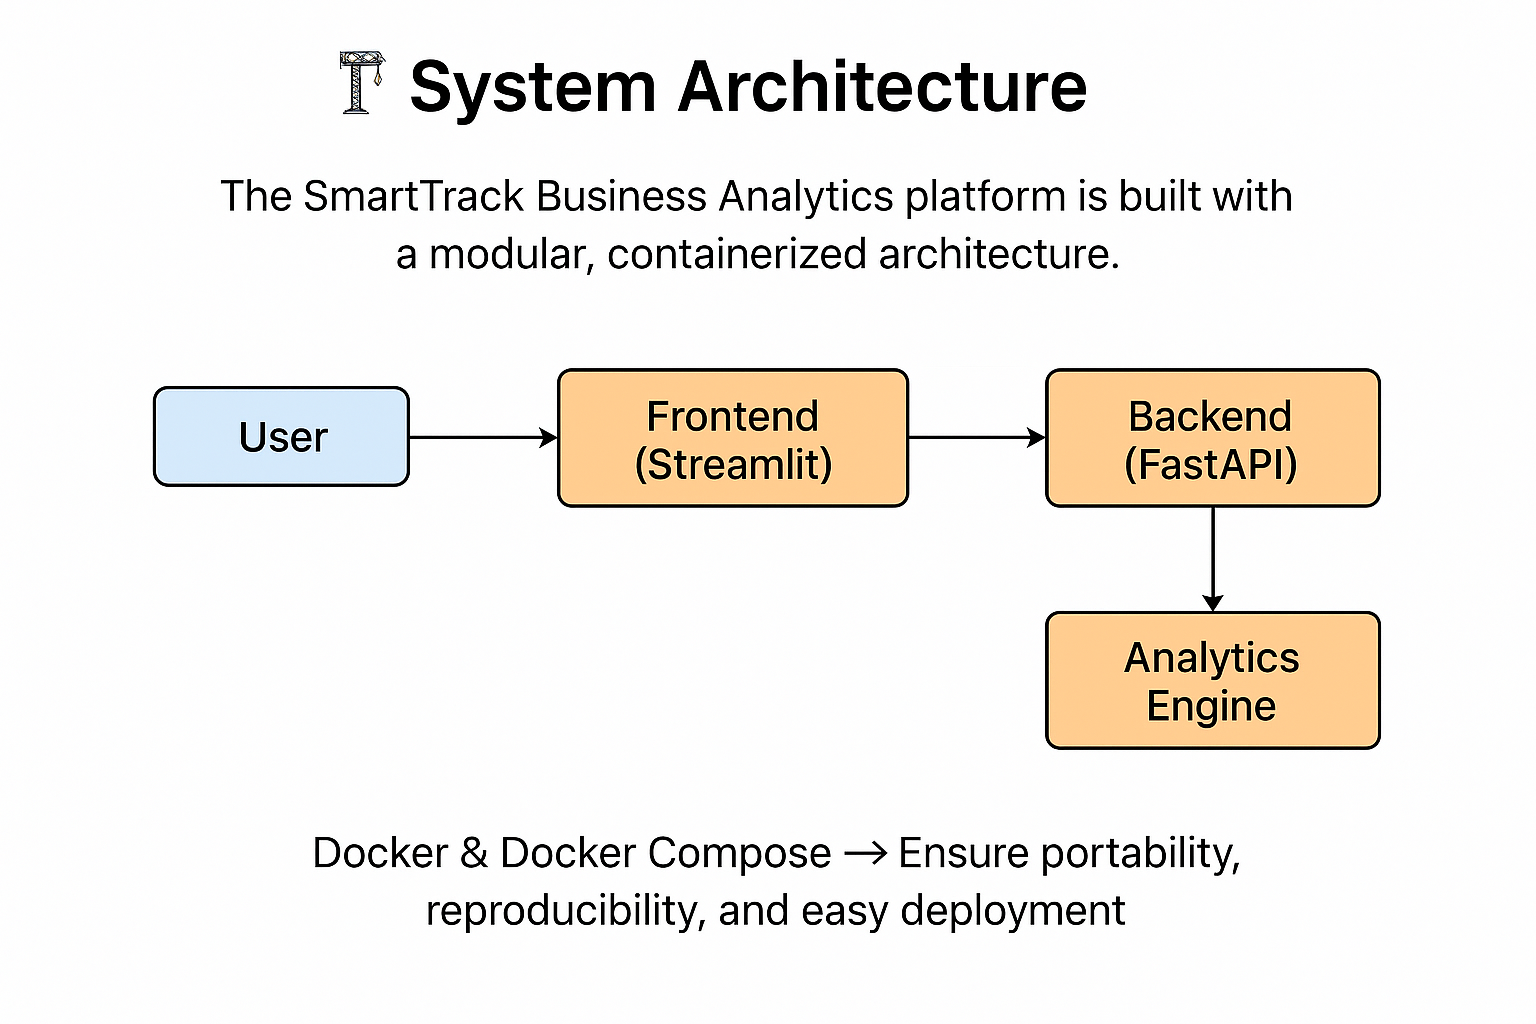 System Architecture
The SmartTrack Business Analytics platform is built with
a modular, containerized architecture.
User
Frontend
(Streamlit)
Backend
(FastAPI)
Analytics
Engine
Docker & Docker Compose → Ensure portability,
reproducibility, and easy deployment